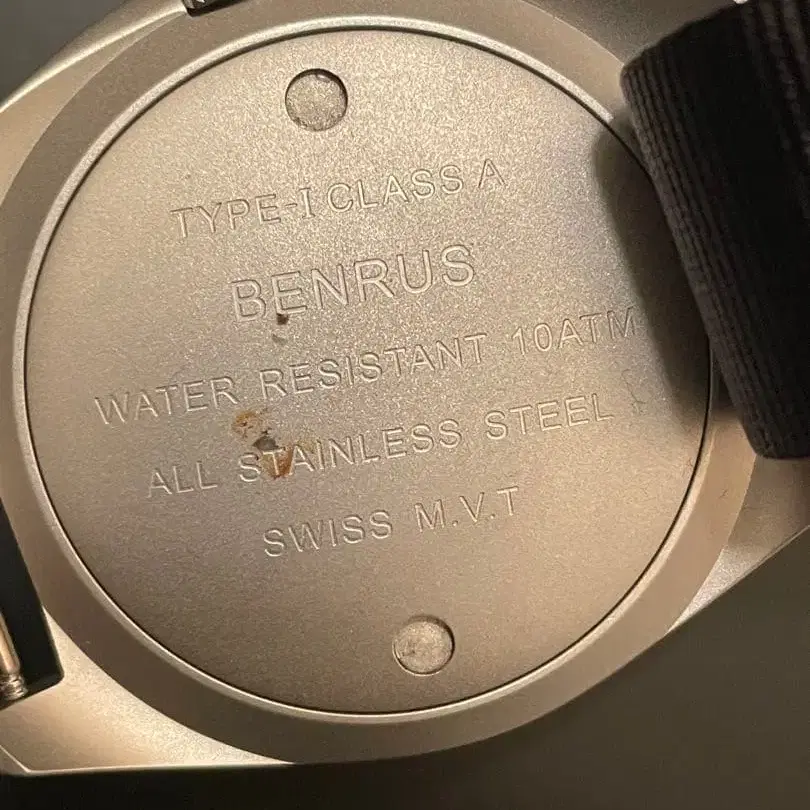 TYPE-I CLASS A
BENRUS
WATER RESISTANT 10ATM
ALL STAINLESS STEEL
SWISS M.V.T